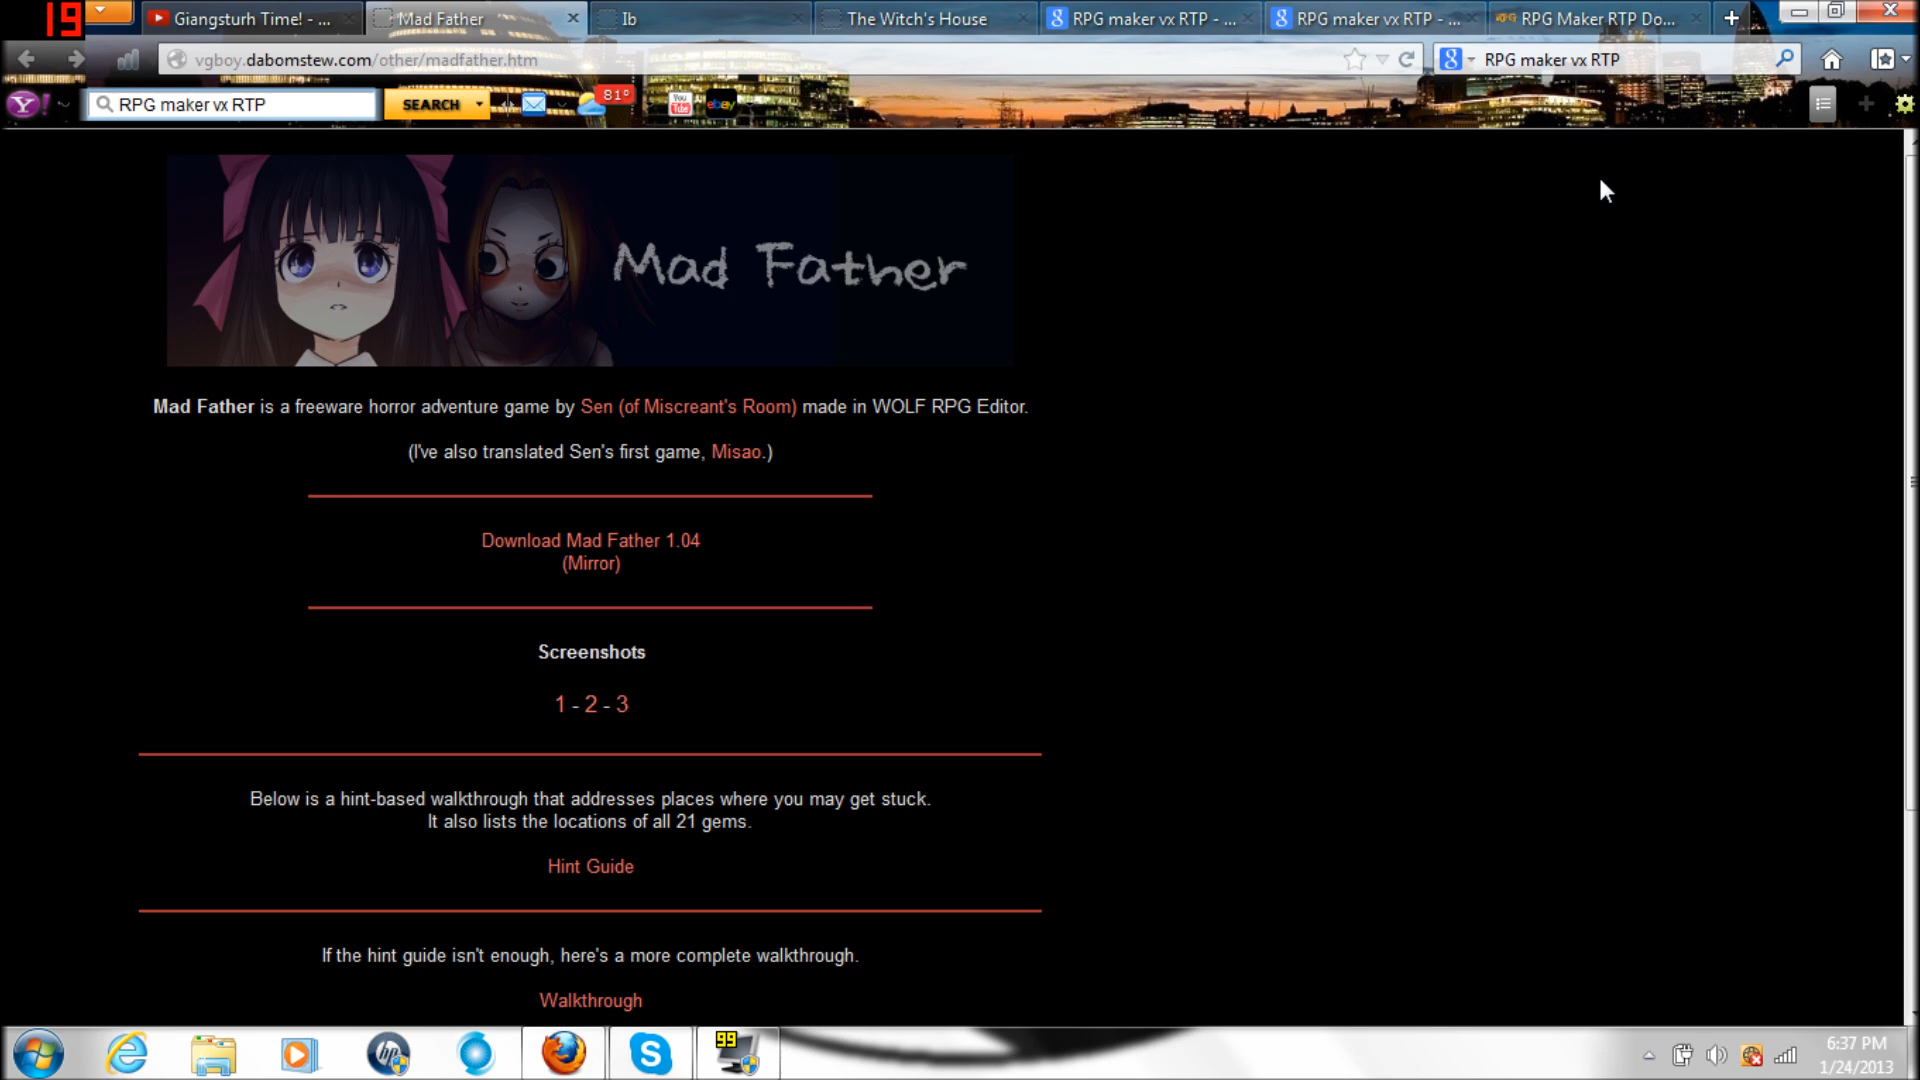 19
Giangsturh Time! - ...
Mad Father
Ib
The Witch's House
RPG maker vx RTP - ...
RPG maker vx RTP - ...
RPG Maker RTP Do...
vgboy.dabomstew.com/other/madfather.htm
RPG maker vx RTP
RPG maker vx RTP
SEARCH
81°
You Tube
ebay
Mad Father
Mad Father is a freeware horror adventure game by Sen (of Miscreant's Room) made in WOLF RPG Editor.
(I've also translated Sen's first game, Misao.)
Download Mad Father 1.04
(Mirror)
Screenshots
1 - 2 - 3
Below is a hint-based walkthrough that addresses places where you may get stuck.
It also lists the locations of all 21 gems.
Hint Guide
If the hint guide isn't enough, here's a more complete walkthrough.
Walkthrough
99
6:37 PM
1/24/2013